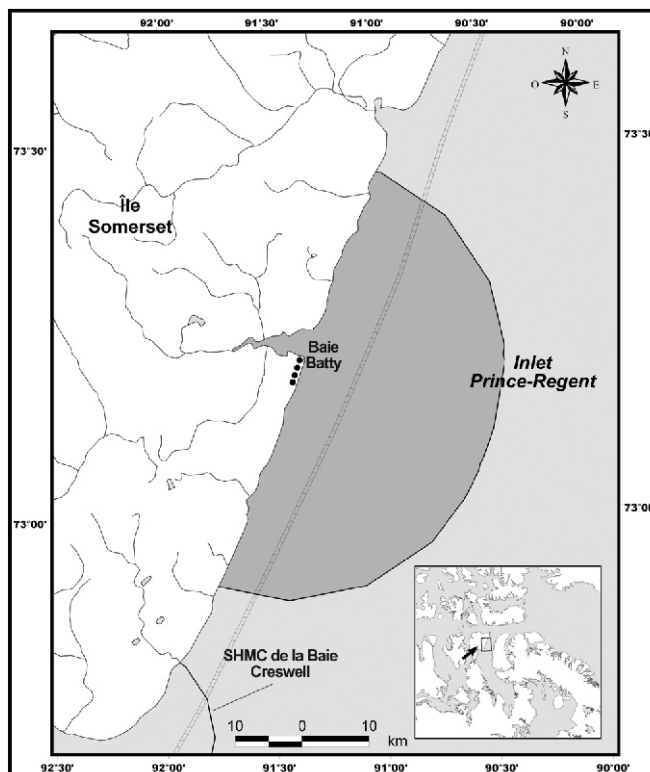 92˚00' 91˚30' 91˚00' 90˚30' 90˚00'
N
O E
S
73˚30' 73˚30'
Île
Somerset
Baie
Batty
Inlet
Prince-Regent
73˚00' 73˚00'
SHMC de la Baie
Creswell
10 0 10
km
92˚30' 92˚00' 91˚30' 91˚00' 90˚30' 90˚00'